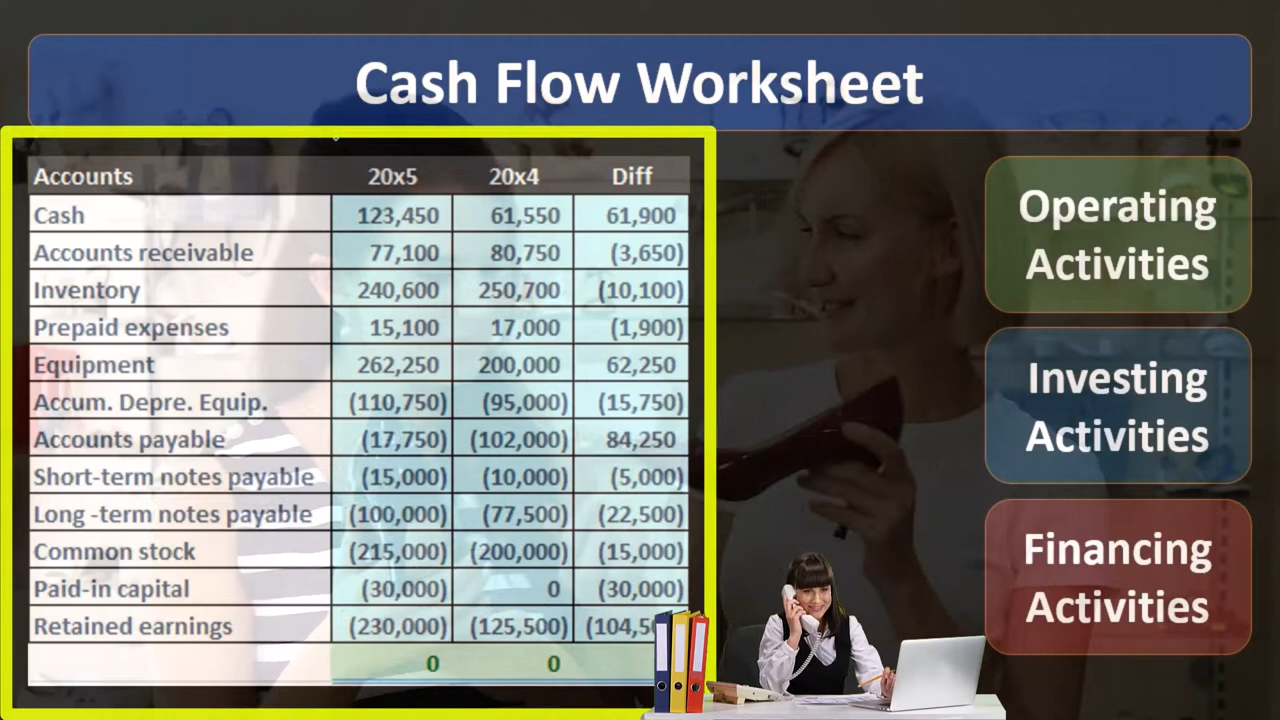 Cash Flow Worksheet
Accounts 20x5 20x4 Diff
Cash 123,450 61,550 61,900
Accounts receivable 77,100 80,750 (3,650)
Inventory 240,600 250,700 (10,100)
Prepaid expenses 15,100 17,000 (1,900)
Equipment 262,250 200,000 62,250
Accum. Depre. Equip. (110,750) (95,000) (15,750)
Accounts payable (17,750) (102,000) 84,250
Short-term notes payable (15,000) (10,000) (5,000)
Long -term notes payable (100,000) (77,500) (22,500)
Common stock (215,000) (200,000) (15,000)
Paid-in capital (30,000) 0 (30,000)
Retained earnings (230,000) (125,500)
0 0
Operating
Activities
Investing
Activities
Financing
Activities